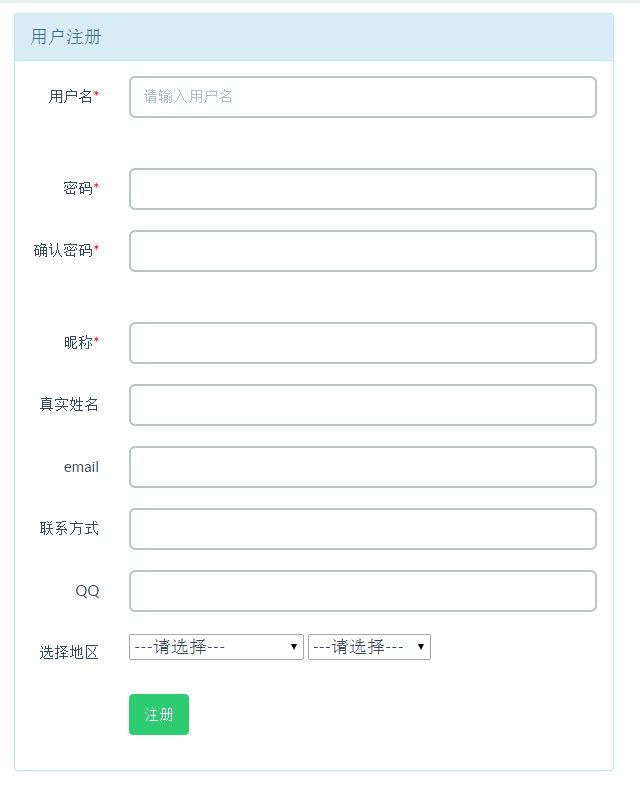 用户注册
用户名* 请输入用户名
密码*
确认密码*
昵称*
真实姓名
email
联系方式
QQ
选择地区 ---请选择--- ---请选择---
注册